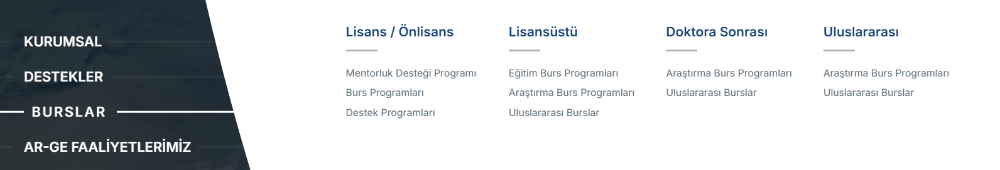 KURUMSAL
DESTEKLER
BURSLAR
AR-GE FAALİYETLERİMİZ
Lisans / Önlisans
Mentorluk Desteği Programı
Burs Programları
Destek Programları
Lisansüstü
Eğitim Burs Programları
Araştırma Burs Programları
Uluslararası Burslar
Doktora Sonrası
Araştırma Burs Programları
Uluslararası Burslar
Uluslararası
Araştırma Burs Programları
Uluslararası Burslar